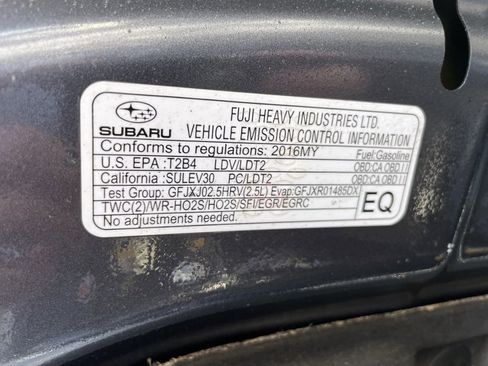 FUJI HEAVY INDUSTRIES LTD.
SUBARU VEHICLE EMISSION CONTROL INFORMATION
Conforms to regulations: 2016MY Fuel:Gasoline
U.S. EPA :T2B4 LDV/LDT2 OBD:CA OBD II
California :SULEV30 PC/LDT2 OBD:CA OBD II
Test Group: GFJXJ02.5HRV(2.5L) Evap:GFJXR01485DX
TWC(2)/WR-HO2S/HO2S/SFI/EGR/EGRC
No adjustments needed. EQ